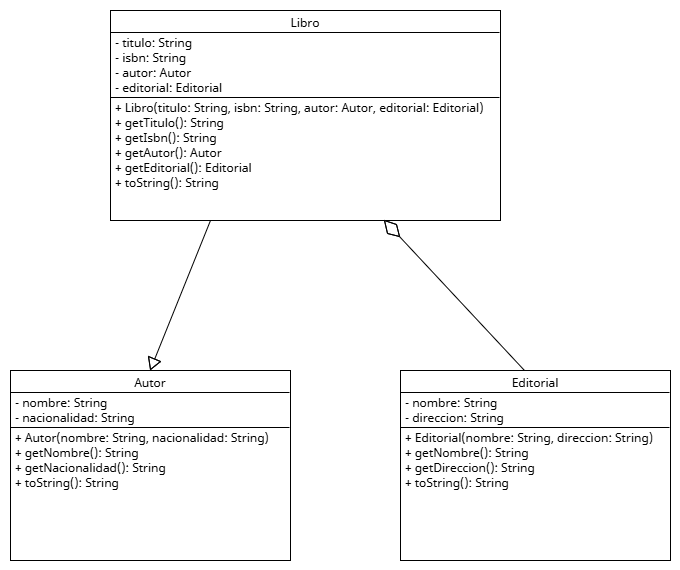 Libro
- titulo: String
- isbn: String
- autor: Autor
- editorial: Editorial
+ Libro(titulo: String, isbn: String, autor: Autor, editorial: Editorial)
+ getTitulo(): String
+ getIsbn(): String
+ getAutor(): Autor
+ getEditorial(): Editorial
+ toString(): String
Autor
- nombre: String
- nacionalidad: String
+ Autor(nombre: String, nacionalidad: String)
+ getNombre(): String
+ getNacionalidad(): String
+ toString(): String
Editorial
- nombre: String
- direccion: String
+ Editorial(nombre: String, direccion: String)
+ getNombre(): String
+ getDireccion(): String
+ toString(): String